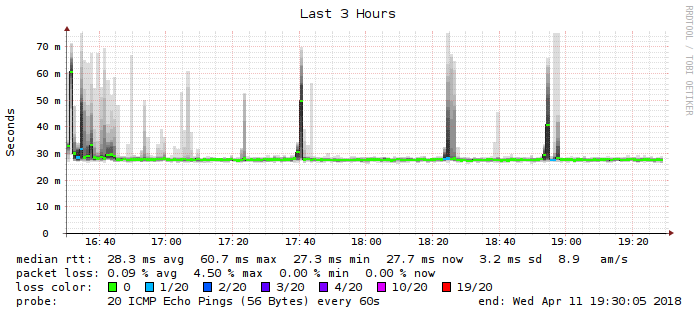 Last 3 Hours
RRDTOOL / TOBI OETIKER
Seconds
70 m
60 m
50 m
40 m
30 m
20 m
10 m
0
16:40 17:00 17:20 17:40 18:00 18:20 18:40 19:00 19:20
median rtt: 28.3 ms avg 60.7 ms max 27.3 ms min 27.7 ms now 3.2 ms sd 8.9 am/s
packet loss: 0.09 % avg 4.50 % max 0.00 % min 0.00 % now
loss color: 0 1/20 2/20 3/20 4/20 10/20 19/20
probe: 20 ICMP Echo Pings (56 Bytes) every 60s end: Wed Apr 11 19:30:05 2018